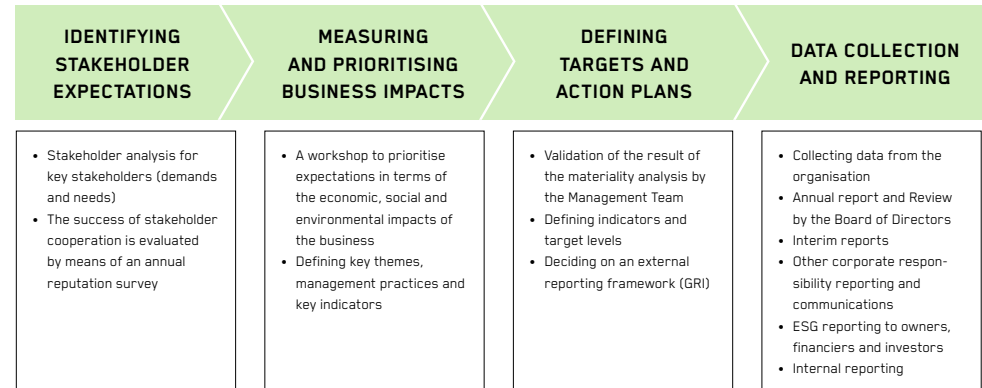 IDENTIFYING
STAKEHOLDER
EXPECTATIONS
MEASURING
AND PRIORITISING
BUSINESS IMPACTS
DEFINING
TARGETS AND
ACTION PLANS
DATA COLLECTION
AND REPORTING
• Stakeholder analysis for
key stakeholders (demands
and needs)
• The success of stakeholder
cooperation is evaluated
by means of an annual
reputation survey
• A workshop to prioritise
expectations in terms of
the economic, social and
environmental impacts of
the business
• Defining key themes,
management practices and
key indicators
• Validation of the result of
the materiality analysis by
the Management Team
• Defining indicators and
target levels
• Deciding on an external
reporting framework (GRI)
• Collecting data from the
organisation
• Annual report and Review
by the Board of Directors
• Interim reports
• Other corporate respon-
sibility reporting and
communications
• ESG reporting to owners,
financiers and investors
• Internal reporting